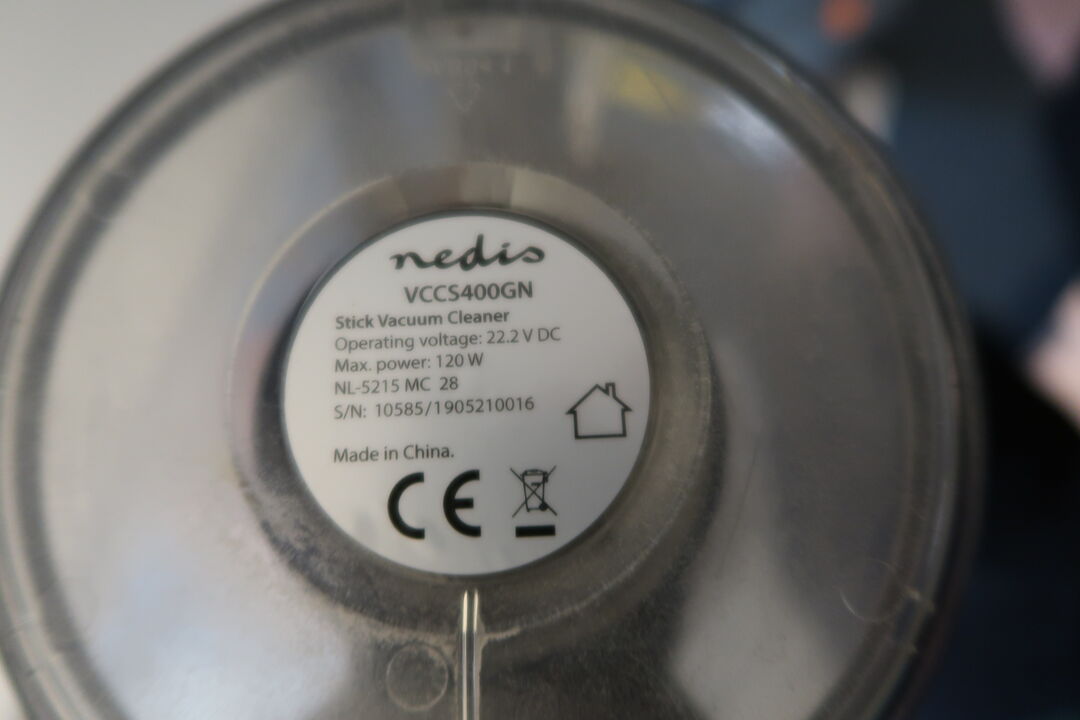 nedis
VCCS400GN
Stick Vacuum Cleaner
Operating voltage: 22.2 V DC
Max. power: 120 W
NL-5215 MC 28
S/N: 10585/1905210016
Made in China.
CE